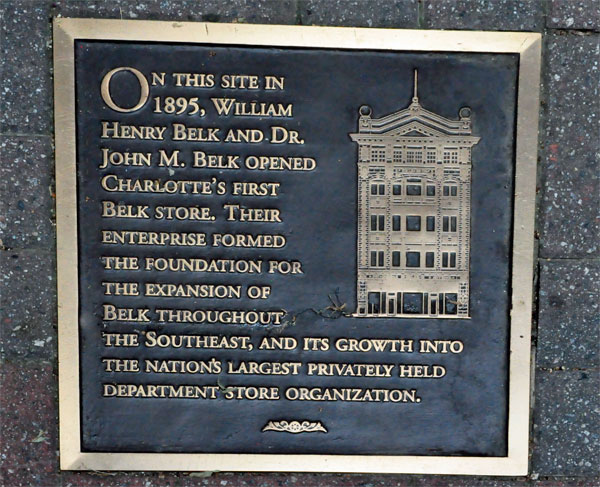 On this site in
1895, William
Henry Belk and Dr.
John M. Belk opened
Charlotte's first
Belk store. Their
enterprise formed
the foundation for
the expansion of
Belk throughout
the Southeast, and its growth into
the nation's largest privately held
department store organization.